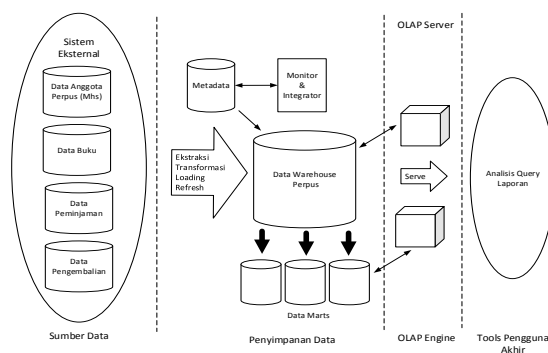 OLAP Server
Sistem
Eksternal
Data Anggota
Perpus (Mhs)
Data Buku
Data
Peminjaman
Data
Pengembalian
Metadata
Monitor
&
Integrator
Ekstraksi
Transformasi
Loading
Refresh
Data Warehouse
Perpus
Serve
Analisis Query
Laporan
Data Marts
Sumber Data
Penyimpanan Data
OLAP Engine
Tools Pengguna
Akhir